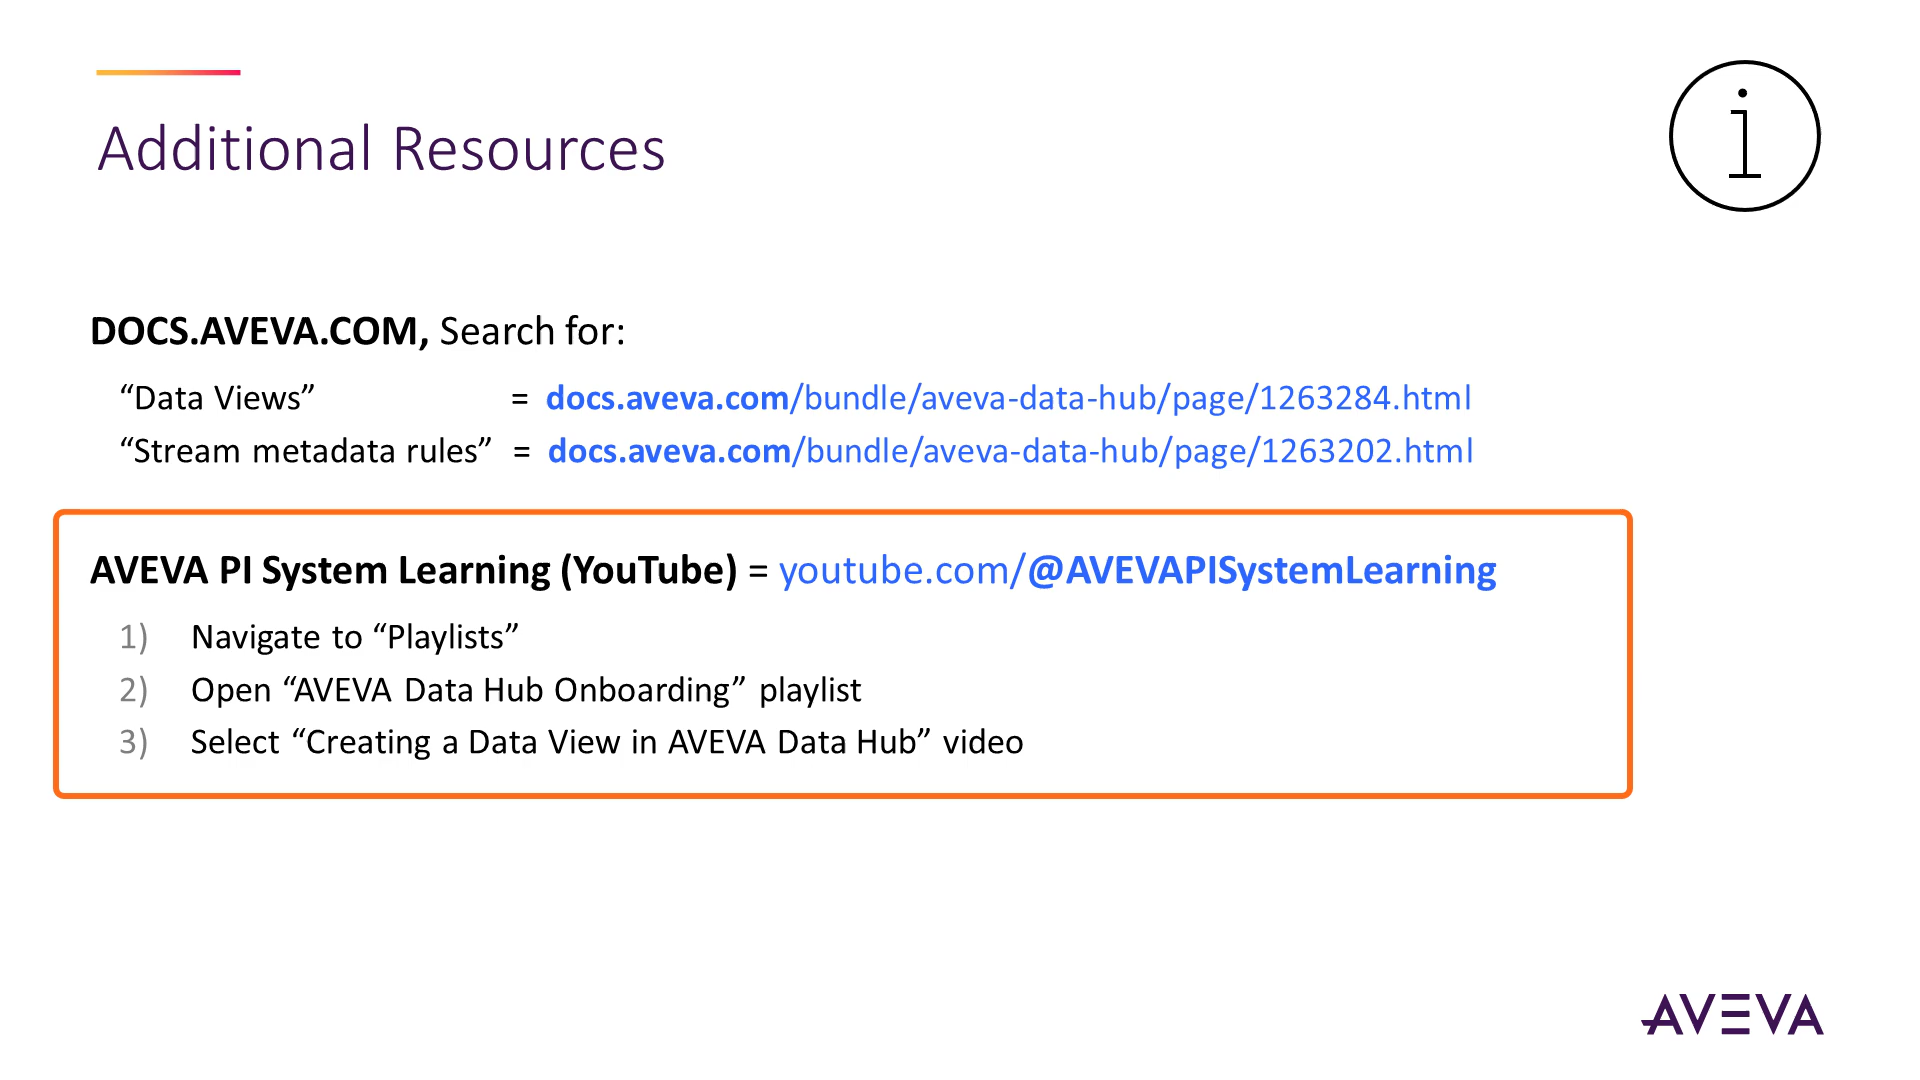 Additional Resources
i
DOCS.AVEVA.COM, Search for:
“Data Views” = docs.aveva.com/bundle/aveva-data-hub/page/1263284.html
“Stream metadata rules” = docs.aveva.com/bundle/aveva-data-hub/page/1263202.html
AVEVA PI System Learning (YouTube) = youtube.com/@AVEVAPISystemLearning
1) Navigate to “Playlists”
2) Open “AVEVA Data Hub Onboarding” playlist
3) Select “Creating a Data View in AVEVA Data Hub” video
AVEVA